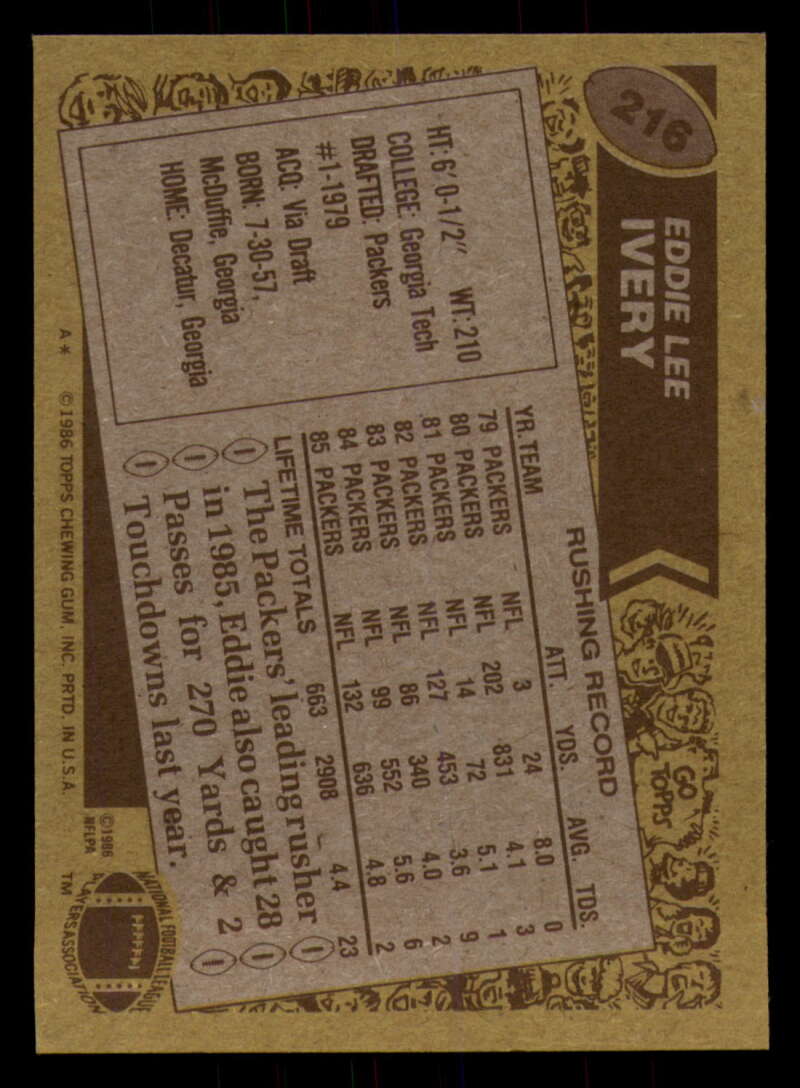 216
EDDIE LEE
IVERY
GO
TOPPS
HT: 6' 0-1/2" WT: 210
COLLEGE: Georgia Tech
DRAFTED: Packers
#1-1979
ACQ: Via Draft
BORN: 7-30-57,
McDuffie, Georgia
HOME: Decatur, Georgia
RUSHING RECORD
YR. TEAM ATT. YDS. AVG. TDS.
79 PACKERS NFL 3 24 8.0 0
80 PACKERS NFL 202 831 4.1 3
81 PACKERS NFL 14 72 5.1 1
82 PACKERS NFL 127 453 3.6 9
83 PACKERS NFL 86 340 4.0 2
84 PACKERS NFL 99 552 5.6 6
85 PACKERS NFL 132 636 4.8 2
LIFETIME TOTALS 663 2908 4.4 23
The Packers' leading rusher
in 1985, Eddie also caught 28
Passes for 270 Yards & 2
Touchdowns last year.
©1986
NFLPA
NATIONAL FOOTBALL LEAGUE
PLAYERS ASSOCIATION
TM
A* ©1986 TOPPS CHEWING GUM, INC. PRTD. IN U.S.A.